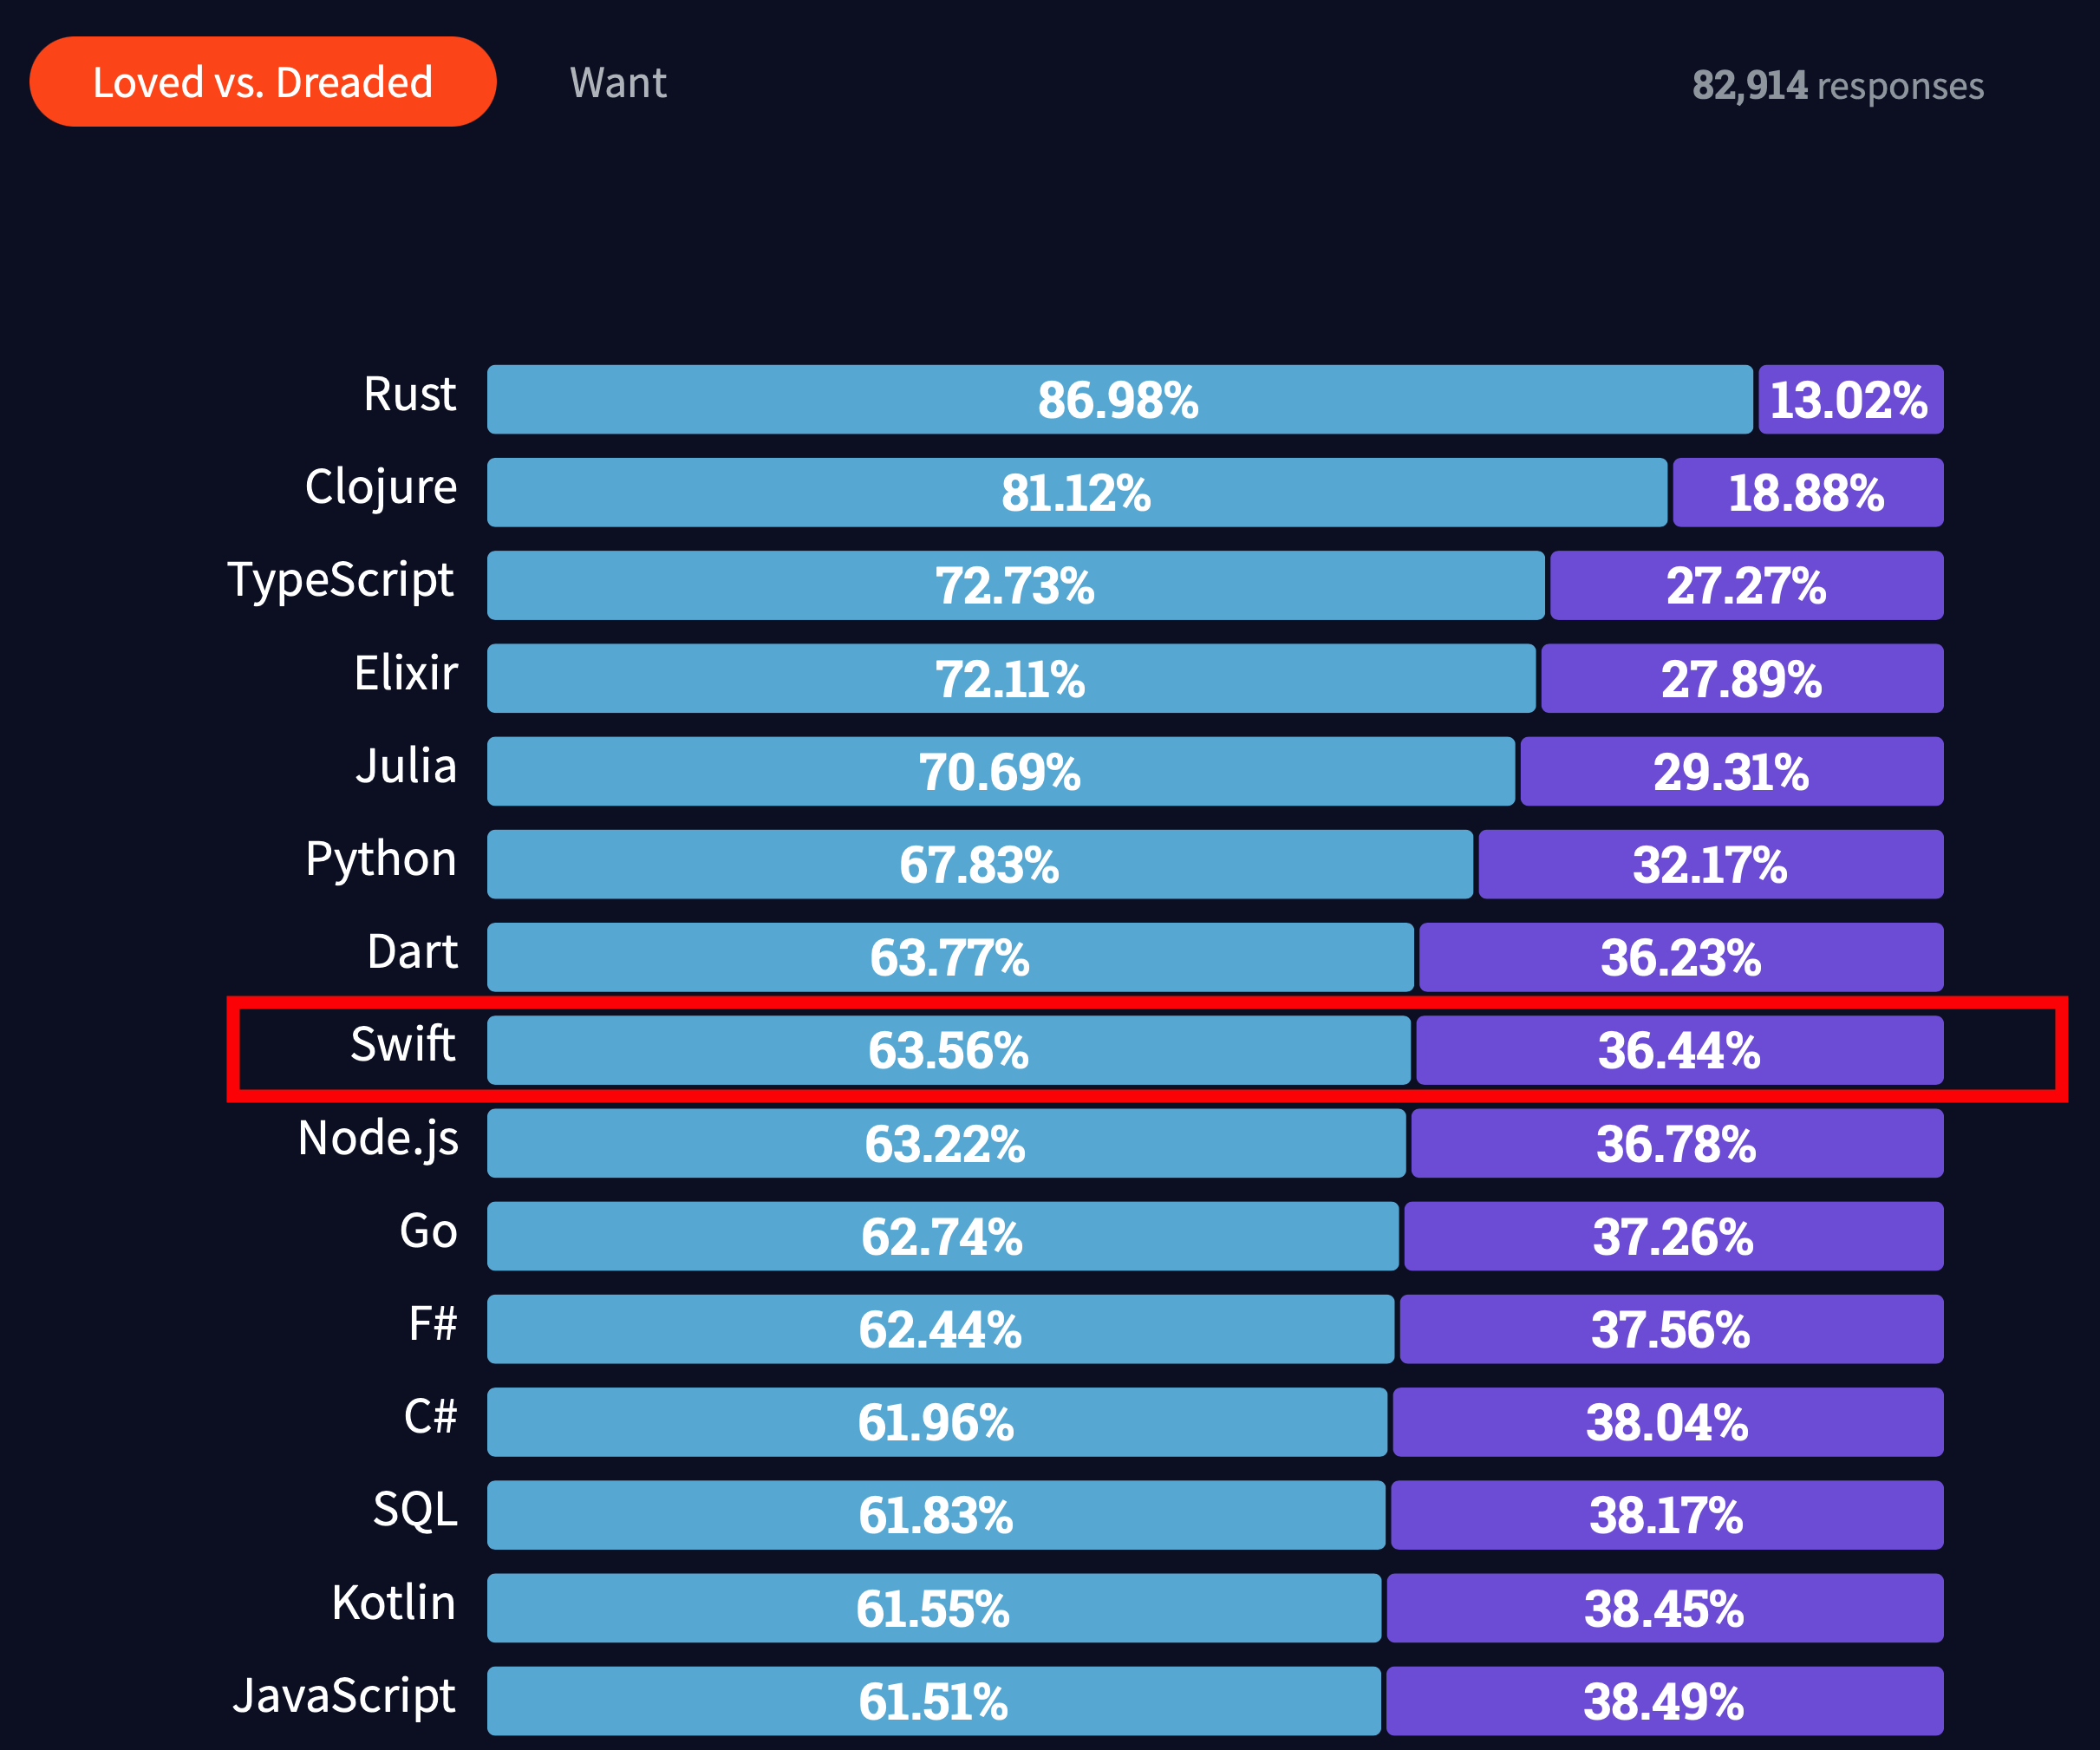 Loved vs. Dreaded Want 82,914 responses
Rust 86.98% 13.02%
Clojure 81.12% 18.88%
TypeScript 72.73% 27.27%
Elixir 72.11% 27.89%
Julia 70.69% 29.31%
Python 67.83% 32.17%
Dart 63.77% 36.23%
Swift 63.56% 36.44%
Node.js 63.22% 36.78%
Go 62.74% 37.26%
F# 62.44% 37.56%
C# 61.96% 38.04%
SQL 61.83% 38.17%
Kotlin 61.55% 38.45%
JavaScript 61.51% 38.49%